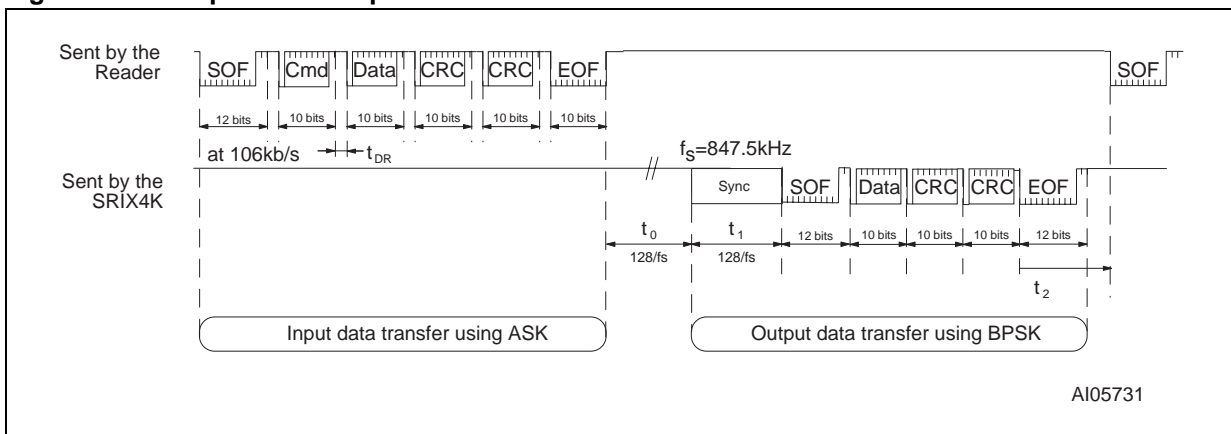 Sent by the
Reader
SOF Cmd Data CRC CRC EOF SOF
12 bits 10 bits 10 bits 10 bits 10 bits 10 bits
at 106kb/s tDR fS=847.5kHz
Sent by the
SRIX4K
Sync SOF Data CRC CRC EOF
t0 t1 12 bits 10 bits 10 bits 10 bits 12 bits
128/fs 128/fs
t2
Input data transfer using ASK Output data transfer using BPSK
AI05731